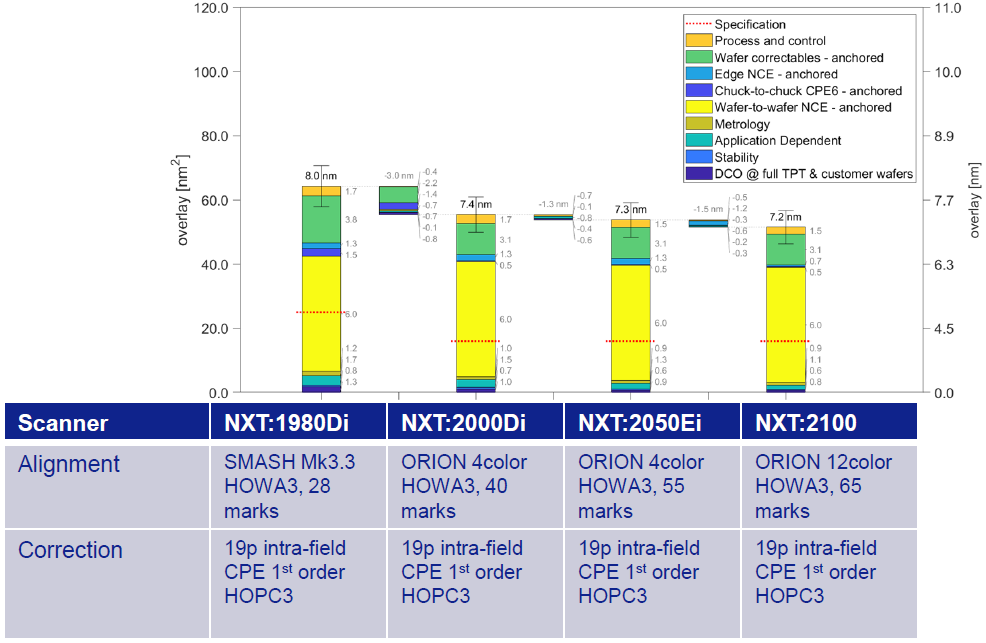 120.0
100.0
80.0
60.0
40.0
20.0
0.0
overlay [nm2]
11.0
10.0
8.9
7.7
6.3
4.5
0.0
overlay [nm]
Specification
Process and control
Wafer correctables - anchored
Edge NCE - anchored
Chuck-to-chuck CPE6 - anchored
Wafer-to-wafer NCE - anchored
Metrology
Application Dependent
Stability
DCO @ full TPT & customer wafers
8.0 nm
1.7
3.8
1.3
1.5
6.0
1.2
1.7
0.8
1.3
-3.0 nm
-0.4
-2.2
-1.4
-0.7
-0.7
-0.1
-0.8
7.4 nm
1.7
3.1
1.3
0.5
6.0
1.0
1.5
0.7
1.0
-1.3 nm
-0.7
-0.8
-0.4
-0.6
7.3 nm
1.5
3.1
1.3
0.5
6.0
0.9
1.3
0.6
0.9
-1.5 nm
-0.5
-1.2
-0.3
-0.6
-0.2
-0.3
7.2 nm
1.5
3.1
0.7
0.5
6.0
0.9
1.1
0.6
0.8
Scanner NXT:1980Di NXT:2000Di NXT:2050Ei NXT:2100
Alignment SMASH Mk3.3 ORION 4color ORION 4color ORION 12color
HOWA3, 28 HOWA3, 40 HOWA3, 55 HOWA3, 65
marks marks marks marks
Correction 19p intra-field 19p intra-field 19p intra-field 19p intra-field
CPE 1st order CPE 1st order CPE 1st order CPE 1st order
HOPC3 HOPC3 HOPC3 HOPC3